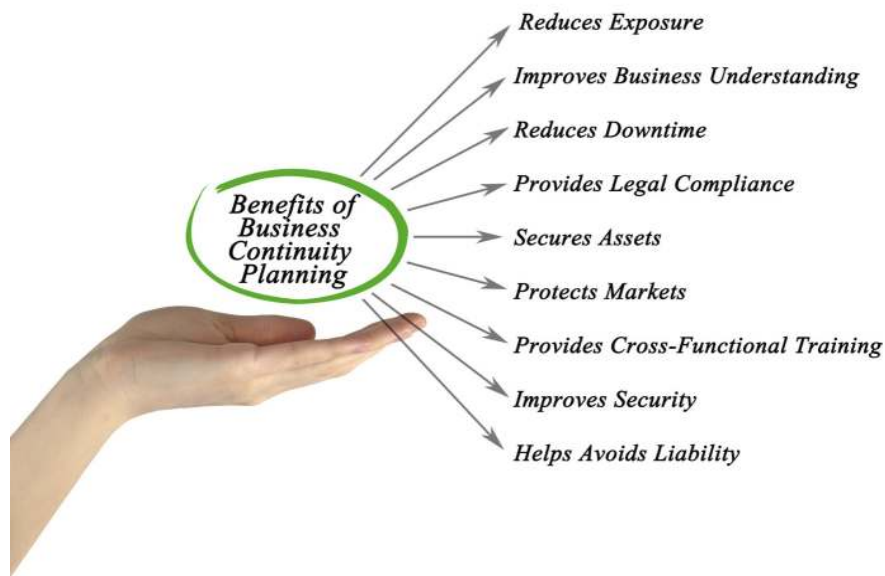 Benefits of
Business
Continuity
Planning
Reduces Exposure
Improves Business Understanding
Reduces Downtime
Provides Legal Compliance
Secures Assets
Protects Markets
Provides Cross-Functional Training
Improves Security
Helps Avoids Liability